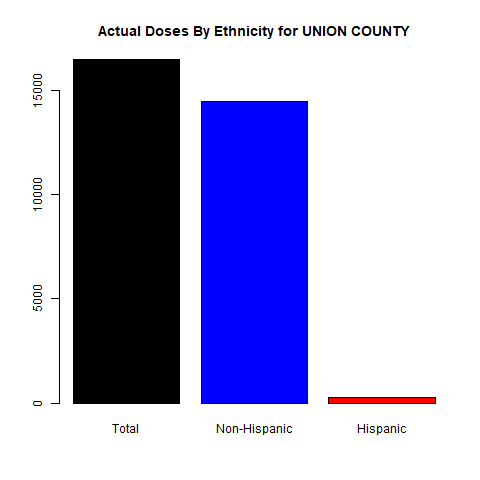 Actual Doses By Ethnicity for UNION COUNTY
15000
10000
5000
0
Total Non-Hispanic Hispanic